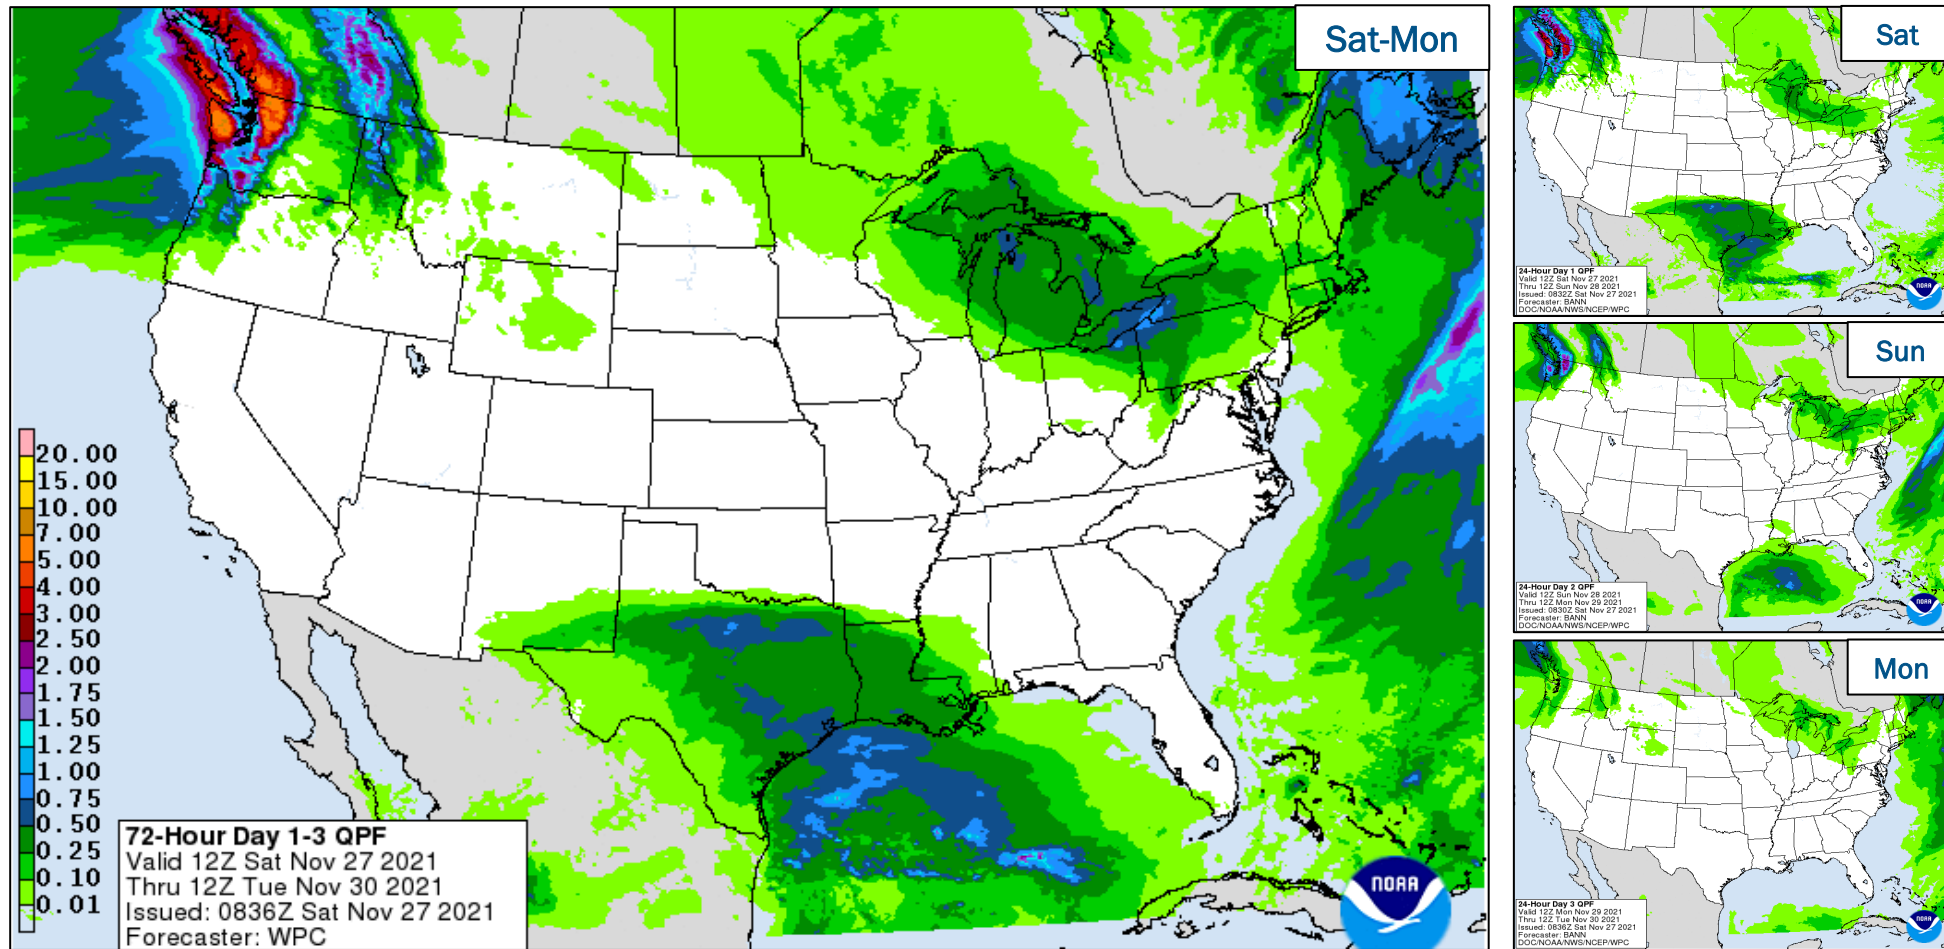 Sat-Mon
20.00
15.00
10.00
7.00
5.00
4.00
3.00
2.50
2.00
1.75
1.50
1.25
1.00
0.75
0.50
0.25
0.10
0.01
72-Hour Day 1-3 QPF
Valid 12Z Sat Nov 27 2021
Thru 12Z Tue Nov 30 2021
Issued: 0836Z Sat Nov 27 2021
Forecaster: WPC
NOAA
Sat
24-Hour Day 1 QPF
Valid 12Z Sat Nov 27 2021
Thru 12Z Sun Nov 28 2021
Issued: 0832Z Sat Nov 27 2021
Forecaster: BANN
DOC/NOAA/NWS/NCEP/WPC
NOAA
Sun
24-Hour Day 2 QPF
Valid 12Z Sun Nov 28 2021
Thru 12Z Mon Nov 29 2021
Issued: 0830Z Sat Nov 27 2021
Forecaster: BANN
DOC/NOAA/NWS/NCEP/WPC
NOAA
Mon
24-Hour Day 3 QPF
Valid 12Z Mon Nov 29 2021
Thru 12Z Tue Nov 30 2021
Issued: 0836Z Sat Nov 27 2021
Forecaster: BANN
DOC/NOAA/NWS/NCEP/WPC
NOAA